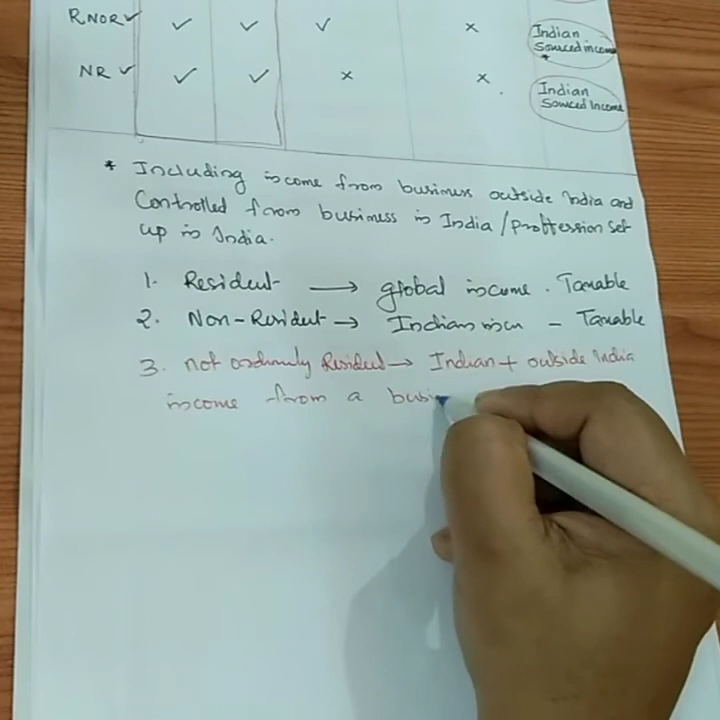 RNOR ✓ ✓ ✓ ✓ × Indian
Sourced income
*
NR ✓ ✓ ✓ × × Indian
Sourced Income
* Including income from business outside India and
Controlled from business in India / Proffession set
up in India.
1. Resident → global income. Taxable
2. Non-Resident → Indian - Taxable
3. not ordinarily Resident → Indian + outside India
income from a busi